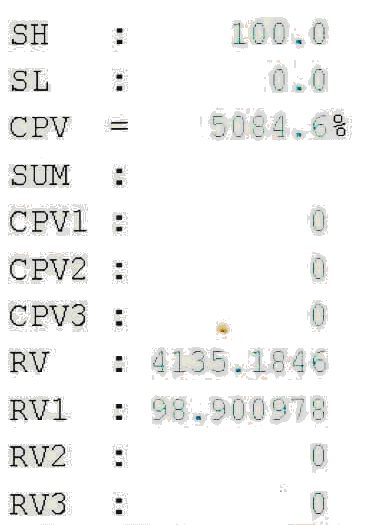 SH : 100.0
SL : 0.0
CPV = 5084.6%
SUM :
CPV1 : 0
CPV2 : 0
CPV3 : 0
RV : 4135.1846
RV1 : 98.900978
RV2 : 0
RV3 : 0